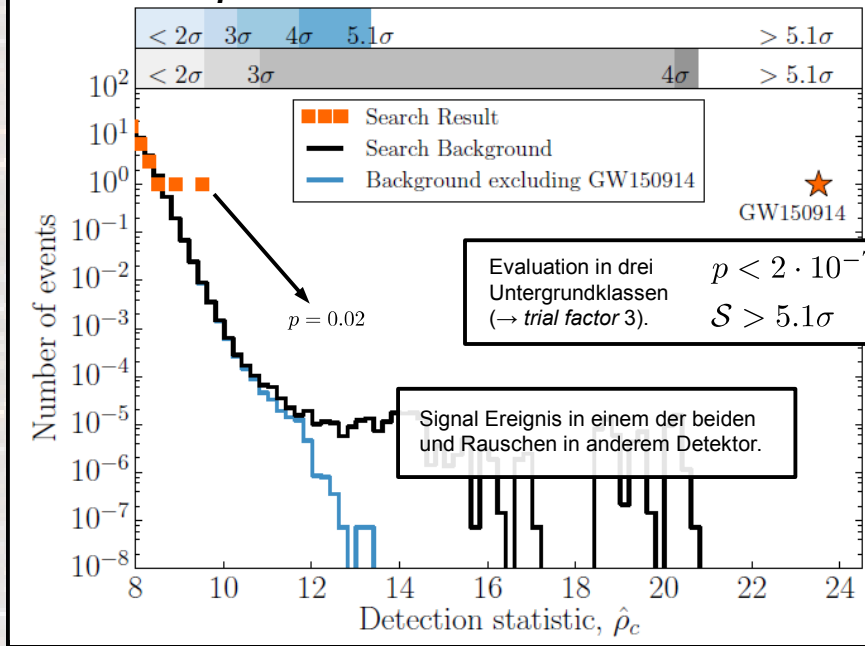 < 2σ 3σ 4σ 5.1σ > 5.1σ
< 2σ 3σ 4σ > 5.1σ
10²
10¹
10⁰
10⁻¹
10⁻²
10⁻³
10⁻⁴
10⁻⁵
10⁻⁶
10⁻⁷
10⁻⁸
Number of events
Search Result
Search Background
Background excluding GW150914
GW150914
p = 0.02
Evaluation in drei
Untergrundklassen
(→ trial factor 3).
p < 2 · 10⁻⁷
S > 5.1σ
Signal Ereignis in einem der beiden
und Rauschen in anderem Detektor.
8 10 12 14 16 18 20 22 24
Detection statistic, ρ̂c